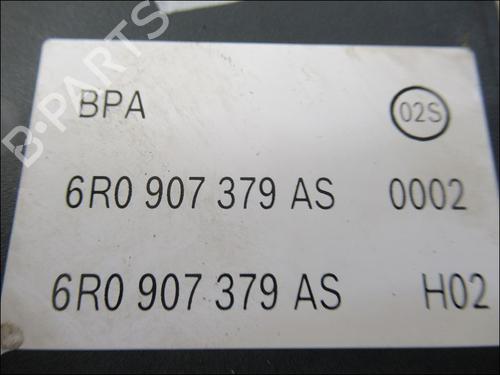 BPA 02S
6R0 907 379 AS 0002
6R0 907 379 AS H02
B-PARTS